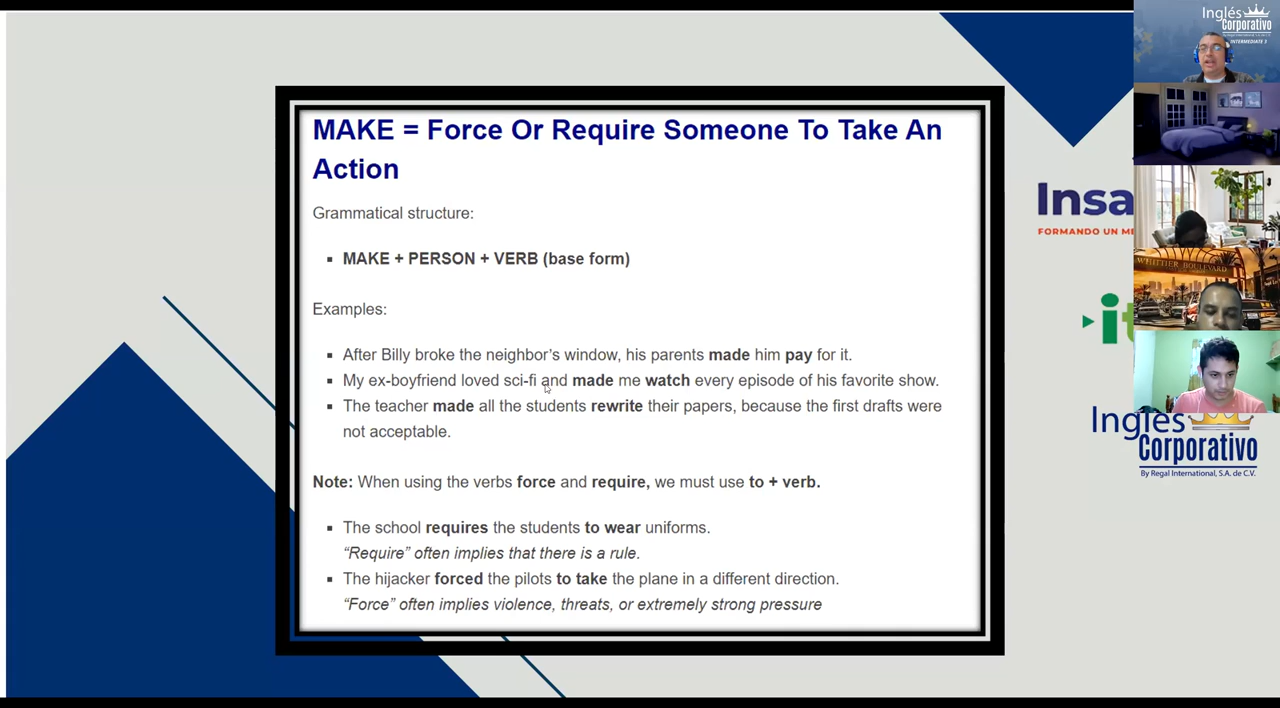 MAKE = Force Or Require Someone To Take An
Action
Grammatical structure:
▪ MAKE + PERSON + VERB (base form)
Examples:
▪ After Billy broke the neighbor’s window, his parents made him pay for it.
▪ My ex-boyfriend loved sci-fi and made me watch every episode of his favorite show.
▪ The teacher made all the students rewrite their papers, because the first drafts were
not acceptable.
Note: When using the verbs force and require, we must use to + verb.
▪ The school requires the students to wear uniforms.
“Require” often implies that there is a rule.
▪ The hijacker forced the pilots to take the plane in a different direction.
“Force” often implies violence, threats, or extremely strong pressure
Inglés
Corporativo
INTERMEDIATE 3
WHITTIER BOULEVARD
Insa
FORMANDO UN ME
it
Inglés
Corporativo
By Regal International, S.A. de C.V.